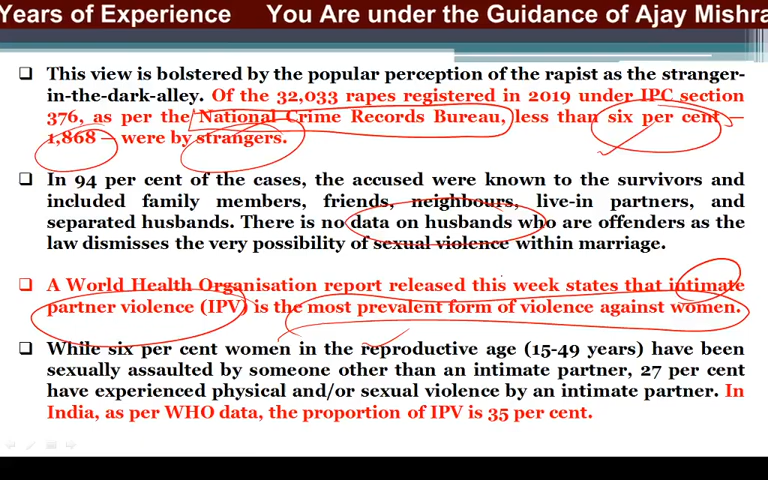 Years of Experience You Are under the Guidance of Ajay Mishra
This view is bolstered by the popular perception of the rapist as the stranger-
in-the-dark-alley. Of the 32,033 rapes registered in 2019 under IPC section
376, as per the National Crime Records Bureau, less than six per cent –
1,868 – were by strangers.
In 94 per cent of the cases, the accused were known to the survivors and
included family members, friends, neighbours, live-in partners, and
separated husbands. There is no data on husbands who are offenders as the
law dismisses the very possibility of sexual violence within marriage.
A World Health Organisation report released this week states that intimate
partner violence (IPV) is the most prevalent form of violence against women.
While six per cent women in the reproductive age (15-49 years) have been
sexually assaulted by someone other than an intimate partner, 27 per cent
have experienced physical and/or sexual violence by an intimate partner. In
India, as per WHO data, the proportion of IPV is 35 per cent.